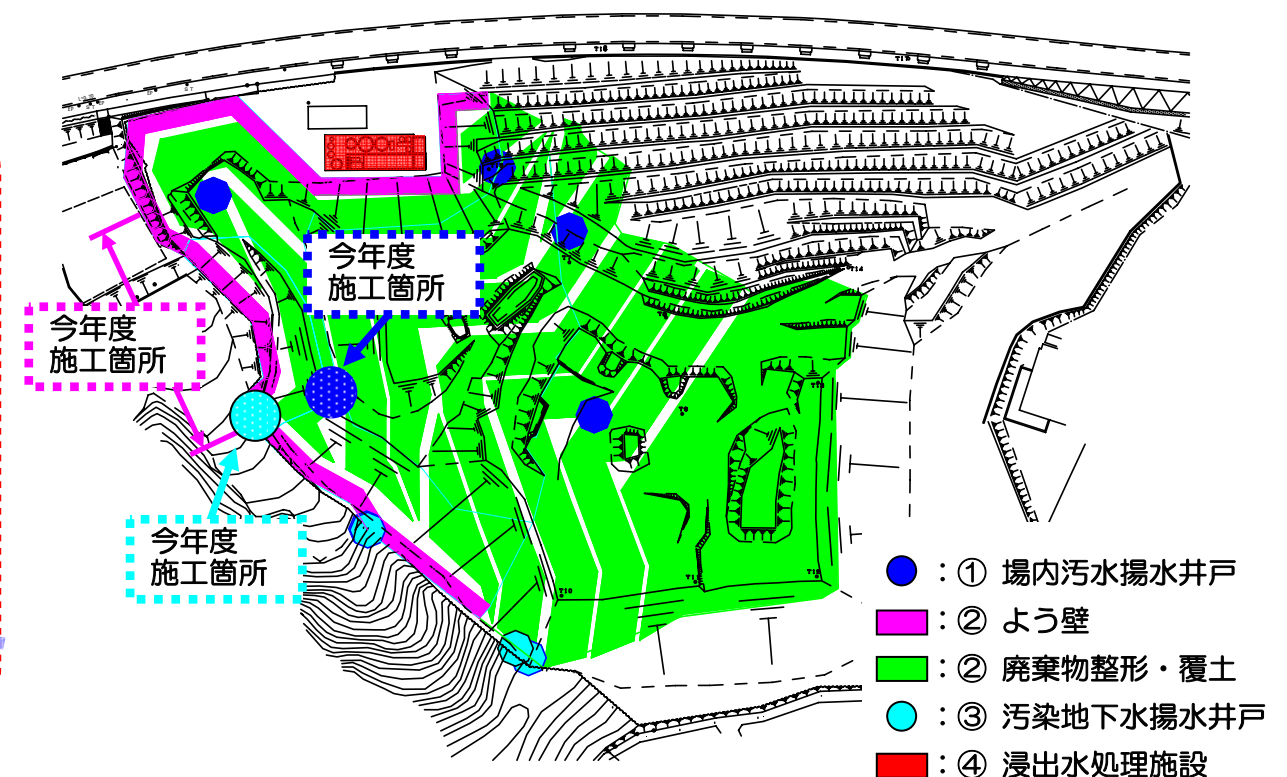 今年度
施工箇所
今年度
施工箇所
今年度
施工箇所
：① 場内汚水揚水井戸
：② よう壁
：② 廃棄物整形・覆土
：③ 汚染地下水揚水井戸
：④ 浸出水処理施設